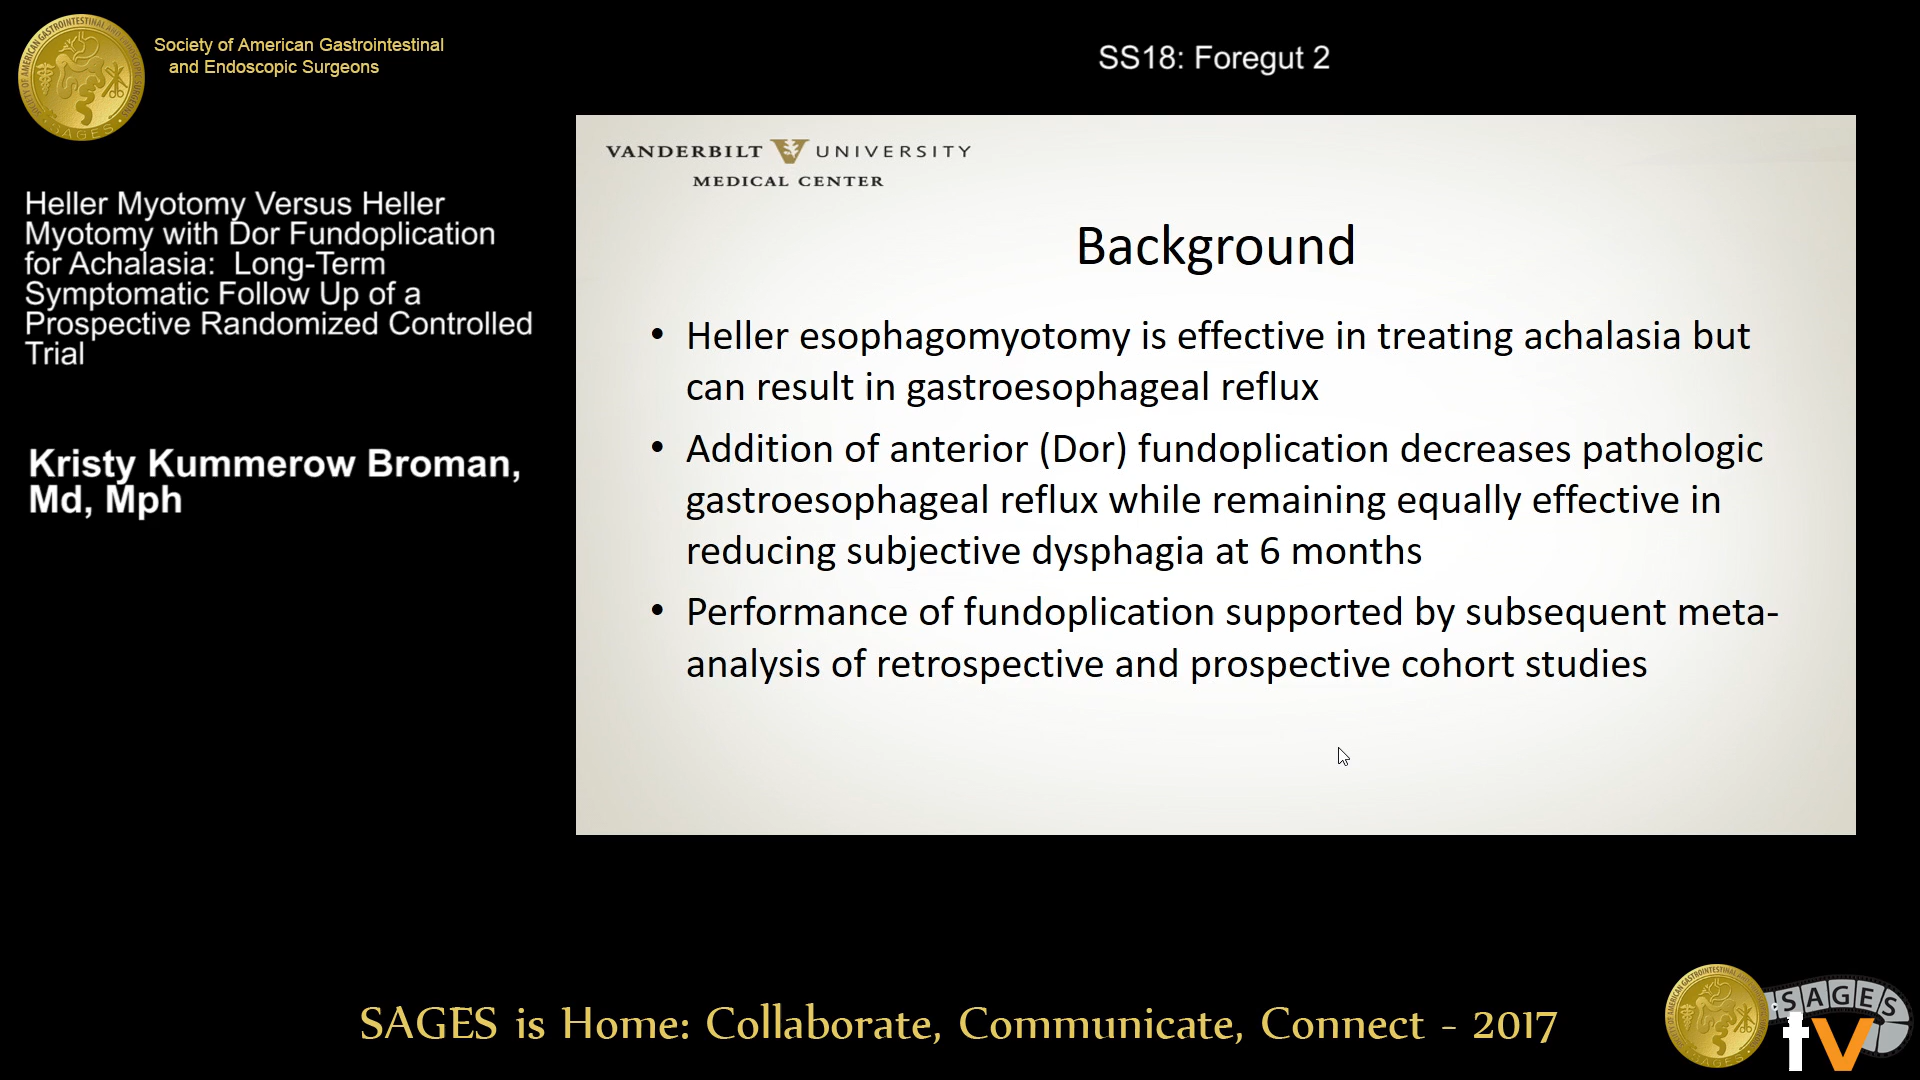 Society of American Gastrointestinal
and Endoscopic Surgeons
SS18: Foregut 2
Heller Myotomy Versus Heller
Myotomy with Dor Fundoplication
for Achalasia:  Long-Term
Symptomatic Follow Up of a
Prospective Randomized Controlled
Trial
Kristy Kummerow Broman,
Md, Mph
VANDERBILT V UNIVERSITY
MEDICAL CENTER
Background
• Heller esophagomyotomy is effective in treating achalasia but
can result in gastroesophageal reflux
• Addition of anterior (Dor) fundoplication decreases pathologic
gastroesophageal reflux while remaining equally effective in
reducing subjective dysphagia at 6 months
• Performance of fundoplication supported by subsequent meta-
analysis of retrospective and prospective cohort studies
SAGES is Home: Collaborate, Communicate, Connect - 2017
SAGES
tv